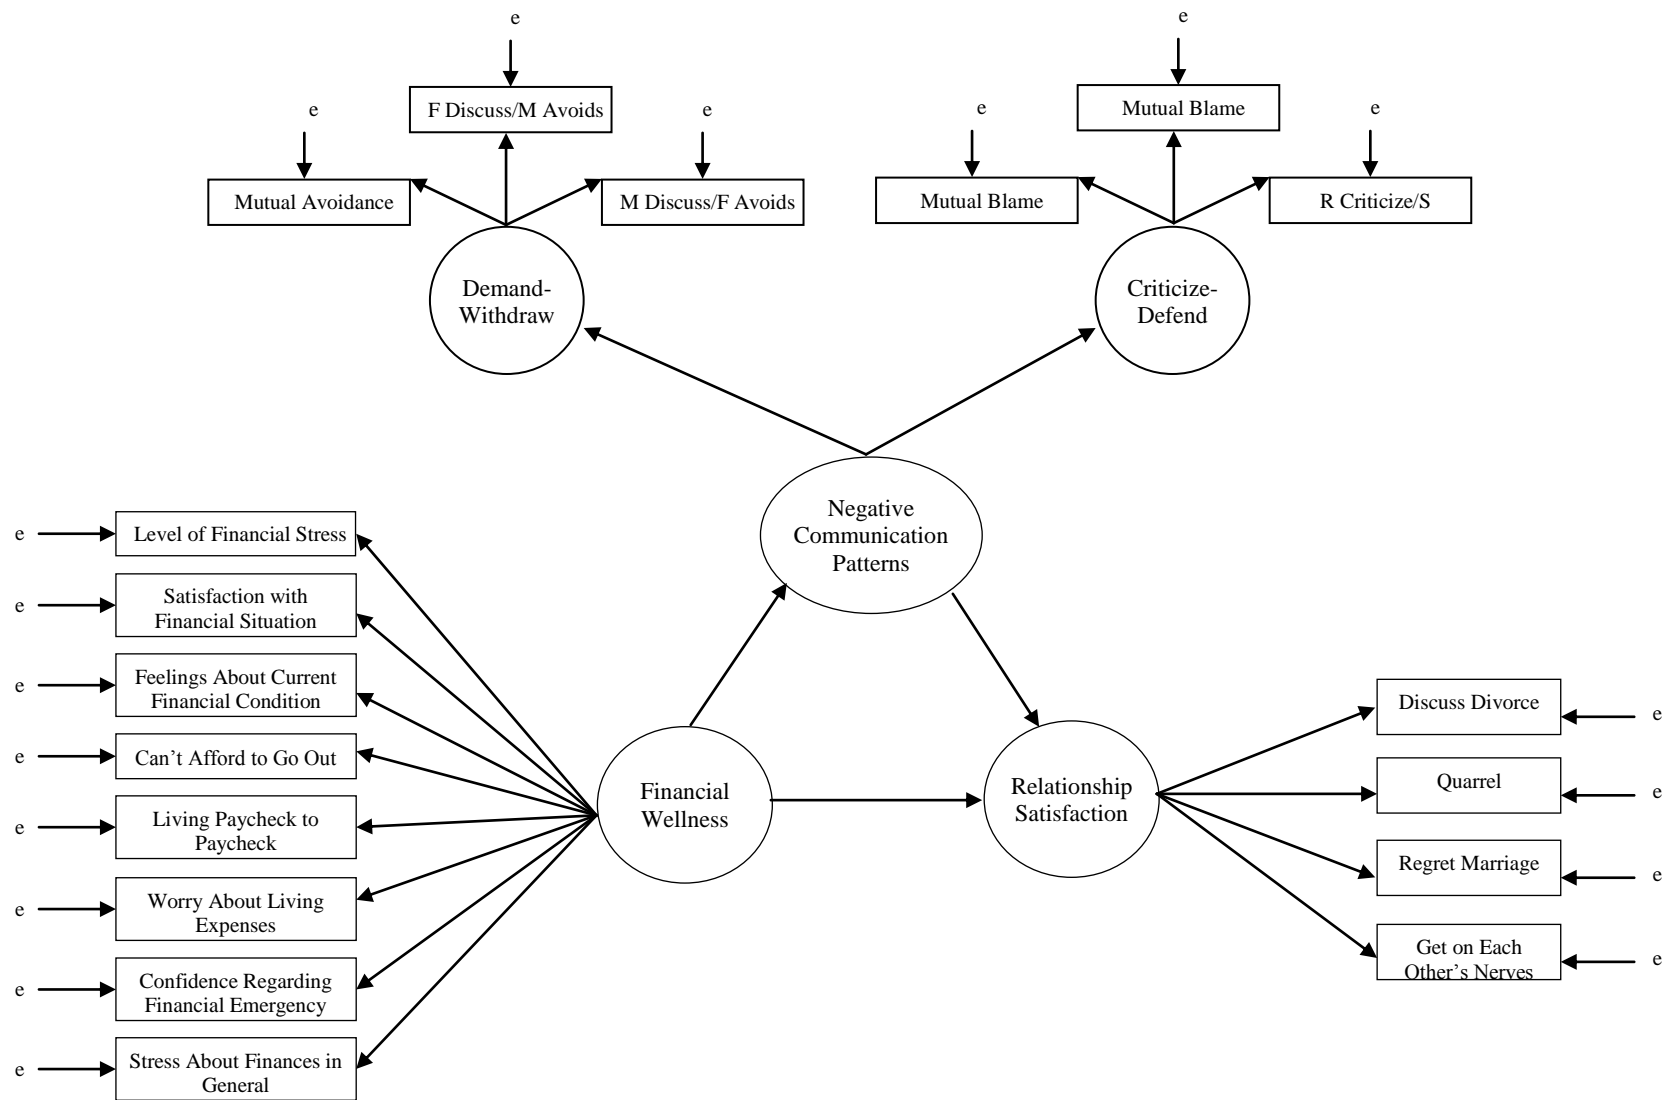 e
e
F Discuss/M Avoids
Mutual Blame
e
e
e
e
Mutual Avoidance
M Discuss/F Avoids
Mutual Blame
R Criticize/S
Demand-
Withdraw
Criticize-
Defend
Negative
Communication
Patterns
e
Level of Financial Stress
e
Satisfaction with
Financial Situation
e
Feelings About Current
Financial Condition
e
Can't Afford to Go Out
e
Living Paycheck to
Paycheck
e
Worry About Living
Expenses
e
Confidence Regarding
Financial Emergency
e
Stress About Finances in
General
Financial
Wellness
Relationship
Satisfaction
Discuss Divorce
e
Quarrel
e
Regret Marriage
e
Get on Each
Other's Nerves
e